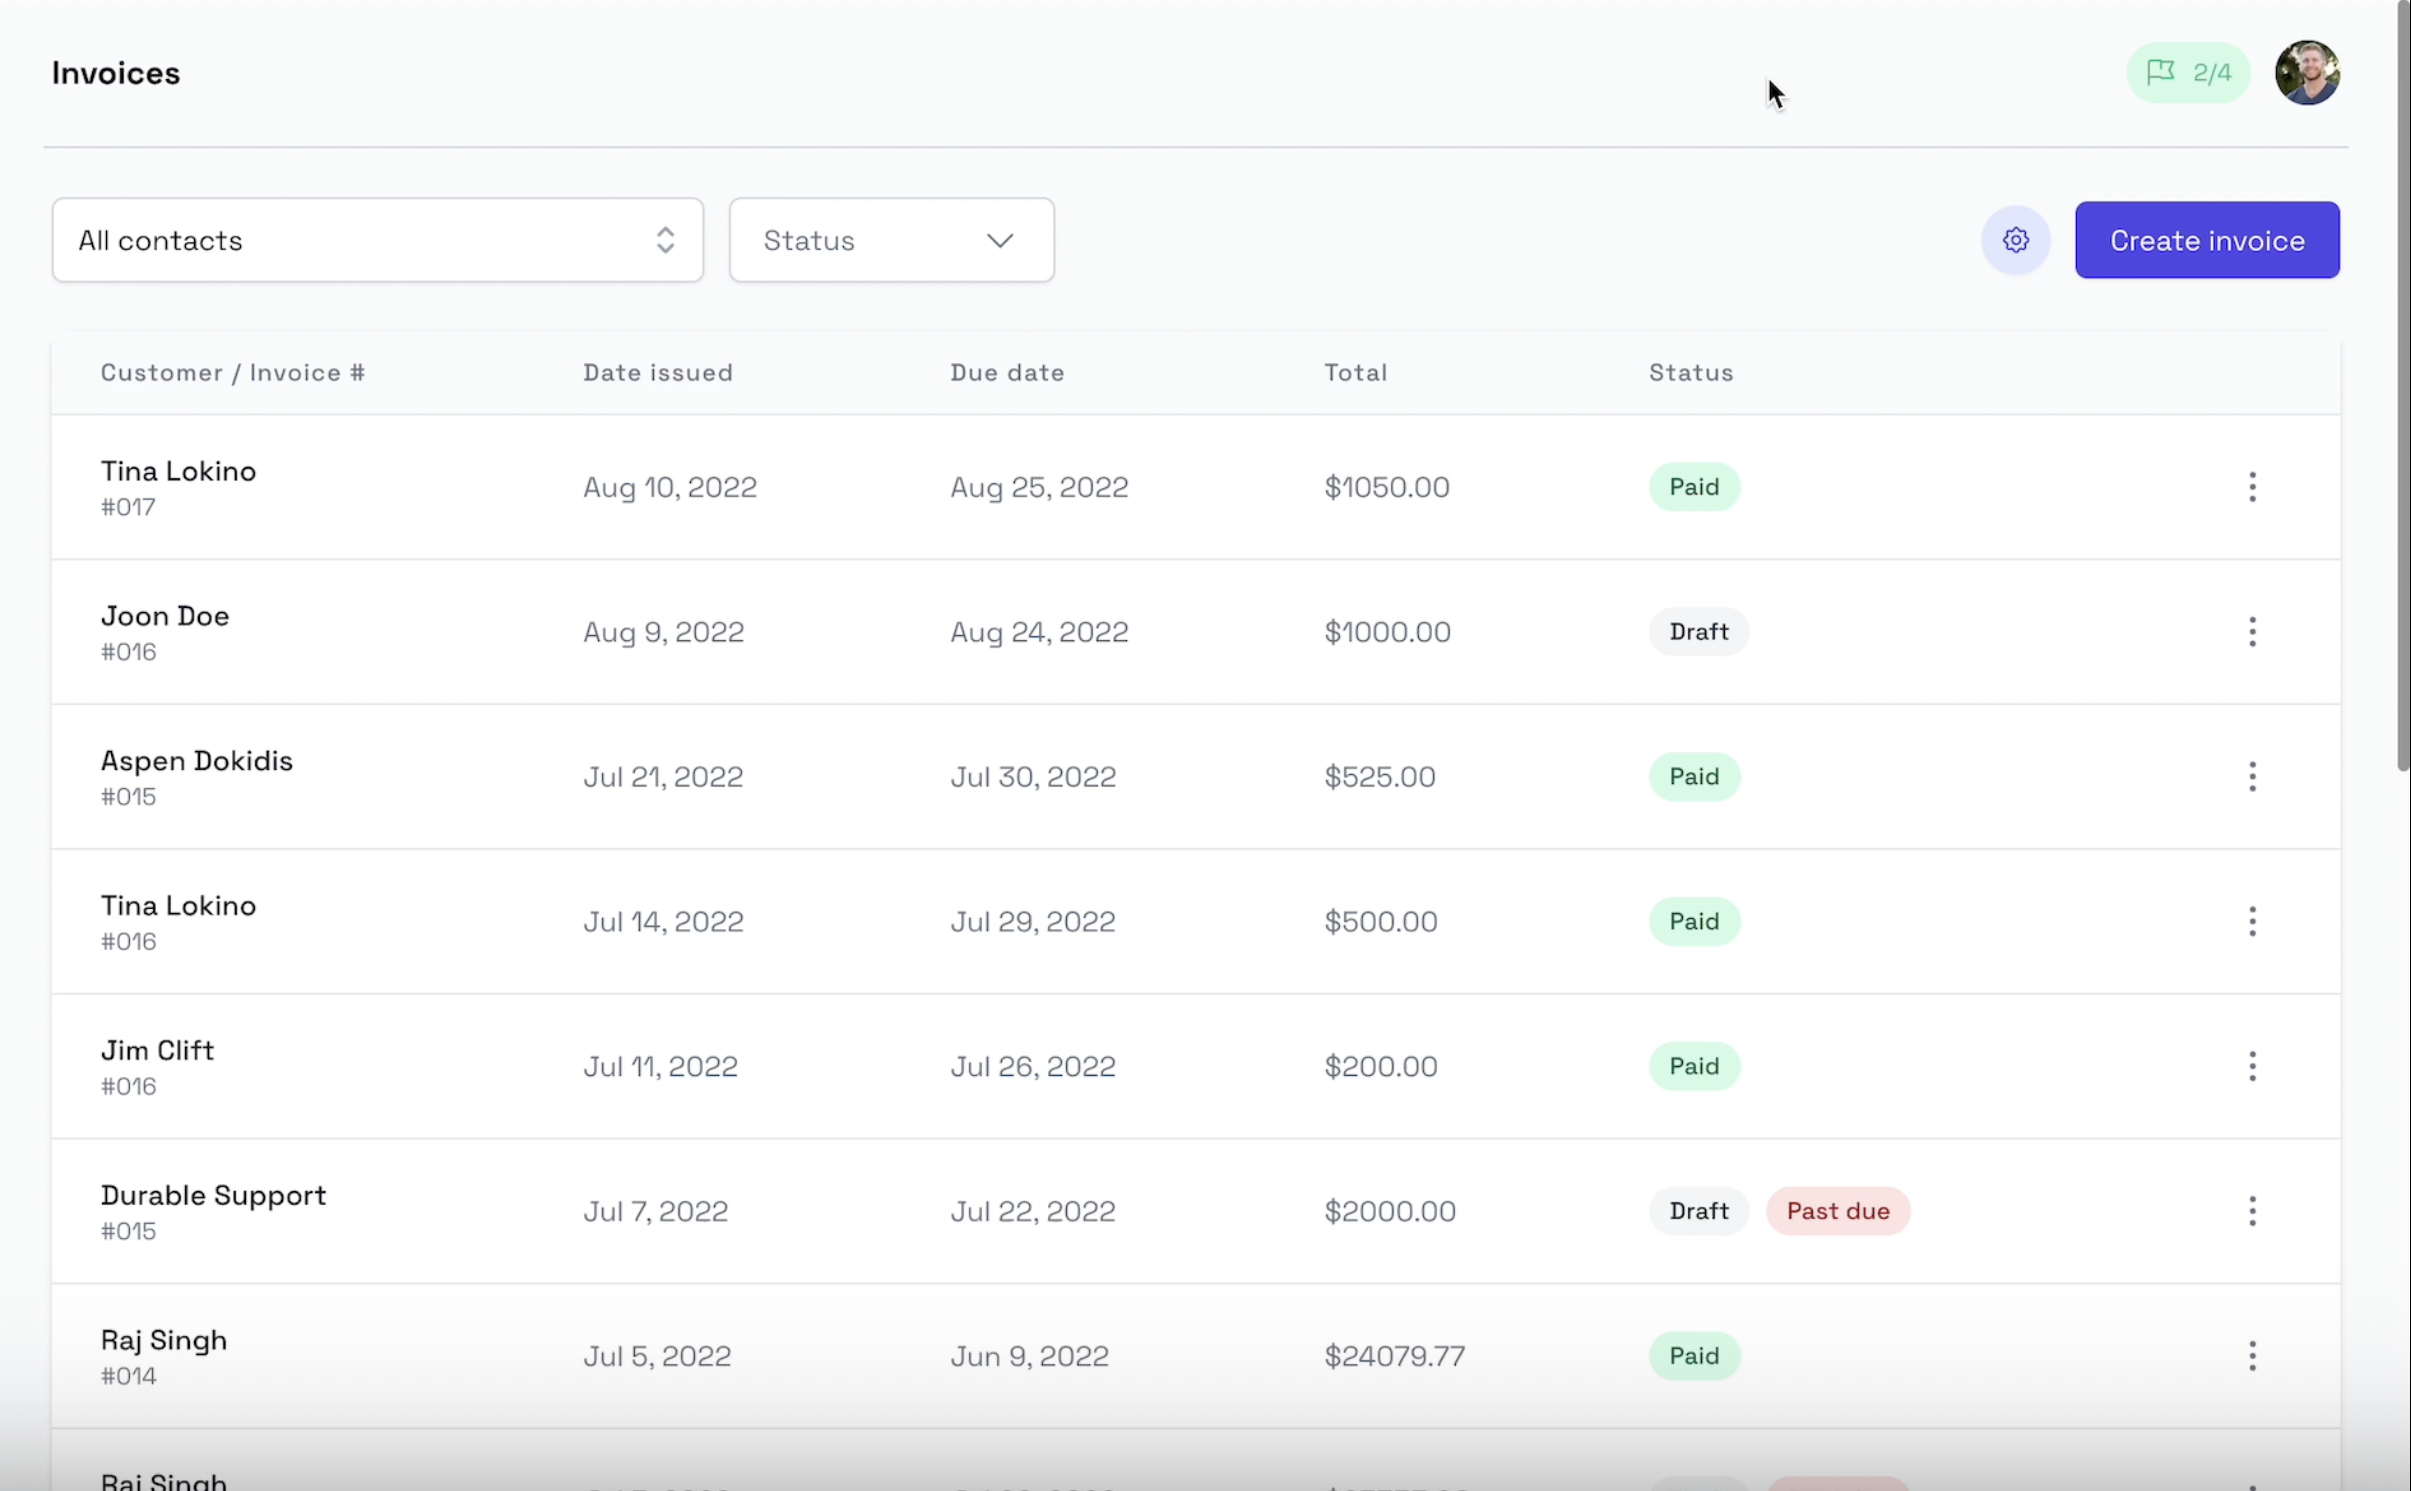 Invoices
2/4
All contacts
Status
Create invoice
Customer / Invoice # Date issued Due date Total Status
Tina Lokino
#017
Aug 10, 2022 Aug 25, 2022 $1050.00 Paid
Joon Doe
#016
Aug 9, 2022 Aug 24, 2022 $1000.00 Draft
Aspen Dokidis
#015
Jul 21, 2022 Jul 30, 2022 $525.00 Paid
Tina Lokino
#016
Jul 14, 2022 Jul 29, 2022 $500.00 Paid
Jim Clift
#016
Jul 11, 2022 Jul 26, 2022 $200.00 Paid
Durable Support
#015
Jul 7, 2022 Jul 22, 2022 $2000.00 Draft Past due
Raj Singh
#014
Jul 5, 2022 Jun 9, 2022 $24079.77 Paid
Raj Singh